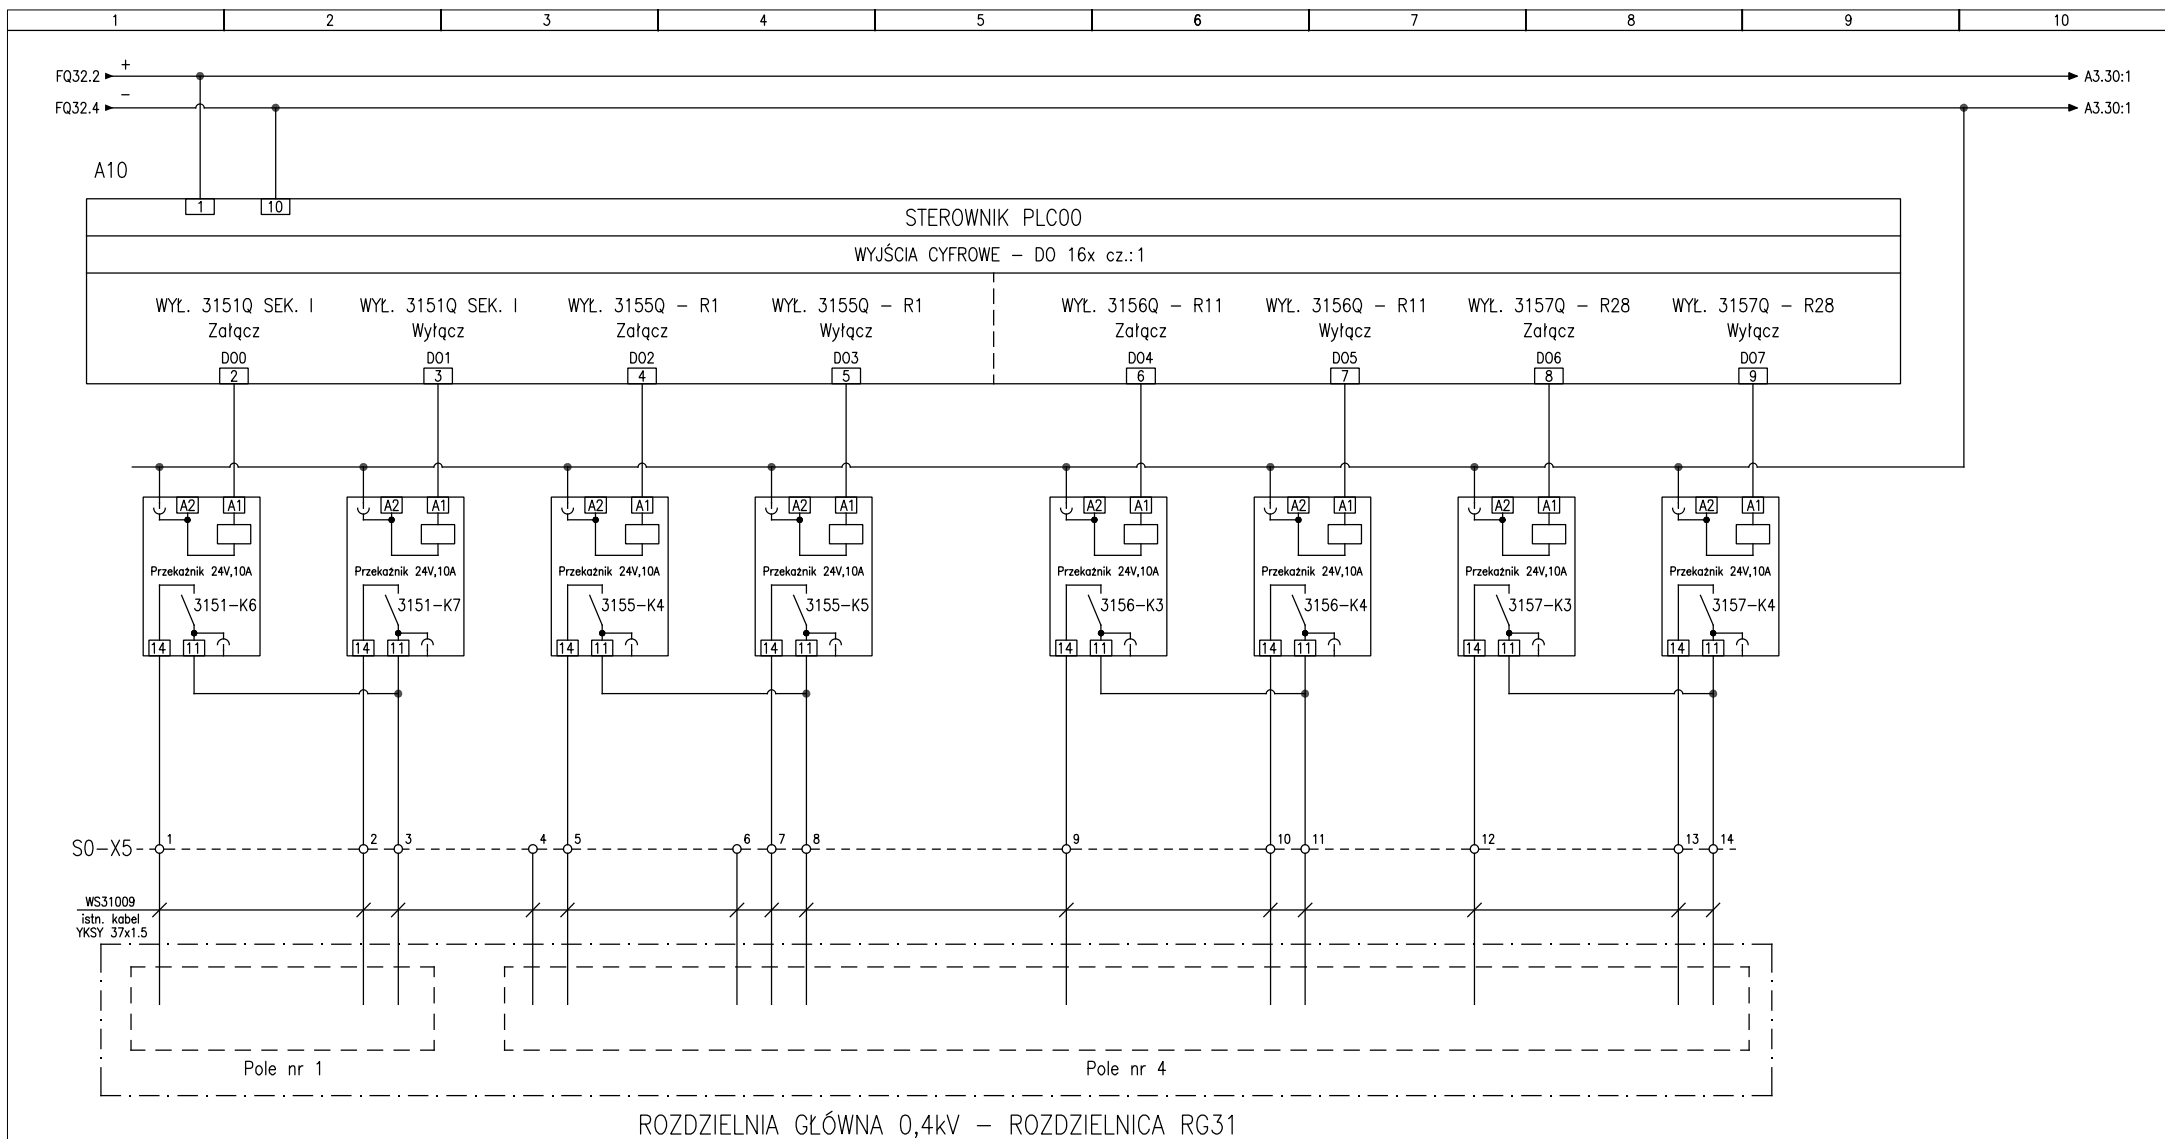 1 2 3 4 5 6 7 8 9 10
+
FQ32.2 A3.30:1
−
FQ32.4 A3.30:1
A10
1 10
STEROWNIK PLC00
WYJŚCIA CYFROWE – DO 16x cz.:1
WYŁ. 3151Q SEK. I WYŁ. 3151Q SEK. I WYŁ. 3155Q – R1 WYŁ. 3155Q – R1 WYŁ. 3156Q – R11 WYŁ. 3156Q – R11 WYŁ. 3157Q – R28 WYŁ. 3157Q – R28
Załącz Wyłącz Załącz Wyłącz Załącz Wyłącz Załącz Wyłącz
DO0 DO1 DO2 DO3 DO4 DO5 DO6 DO7
2 3 4 5 6 7 8 9
A2 A1 A2 A1 A2 A1 A2 A1 A2 A1 A2 A1 A2 A1 A2 A1
Przekaźnik 24V,10A Przekaźnik 24V,10A Przekaźnik 24V,10A Przekaźnik 24V,10A Przekaźnik 24V,10A Przekaźnik 24V,10A Przekaźnik 24V,10A Przekaźnik 24V,10A
3151–K6 3151–K7 3155–K4 3155–K5 3156–K3 3156–K4 3157–K3 3157–K4
14 11 14 11 14 11 14 11 14 11 14 11 14 11 14 11
1 2 3 4 5 6 7 8 9 10 11 12 13 14
S0–X5
WS31009
istn. kabel
YKSY 37x1.5
Pole nr 1 Pole nr 4
ROZDZIELNIA GŁÓWNA 0,4kV – ROZDZIELNICA RG31